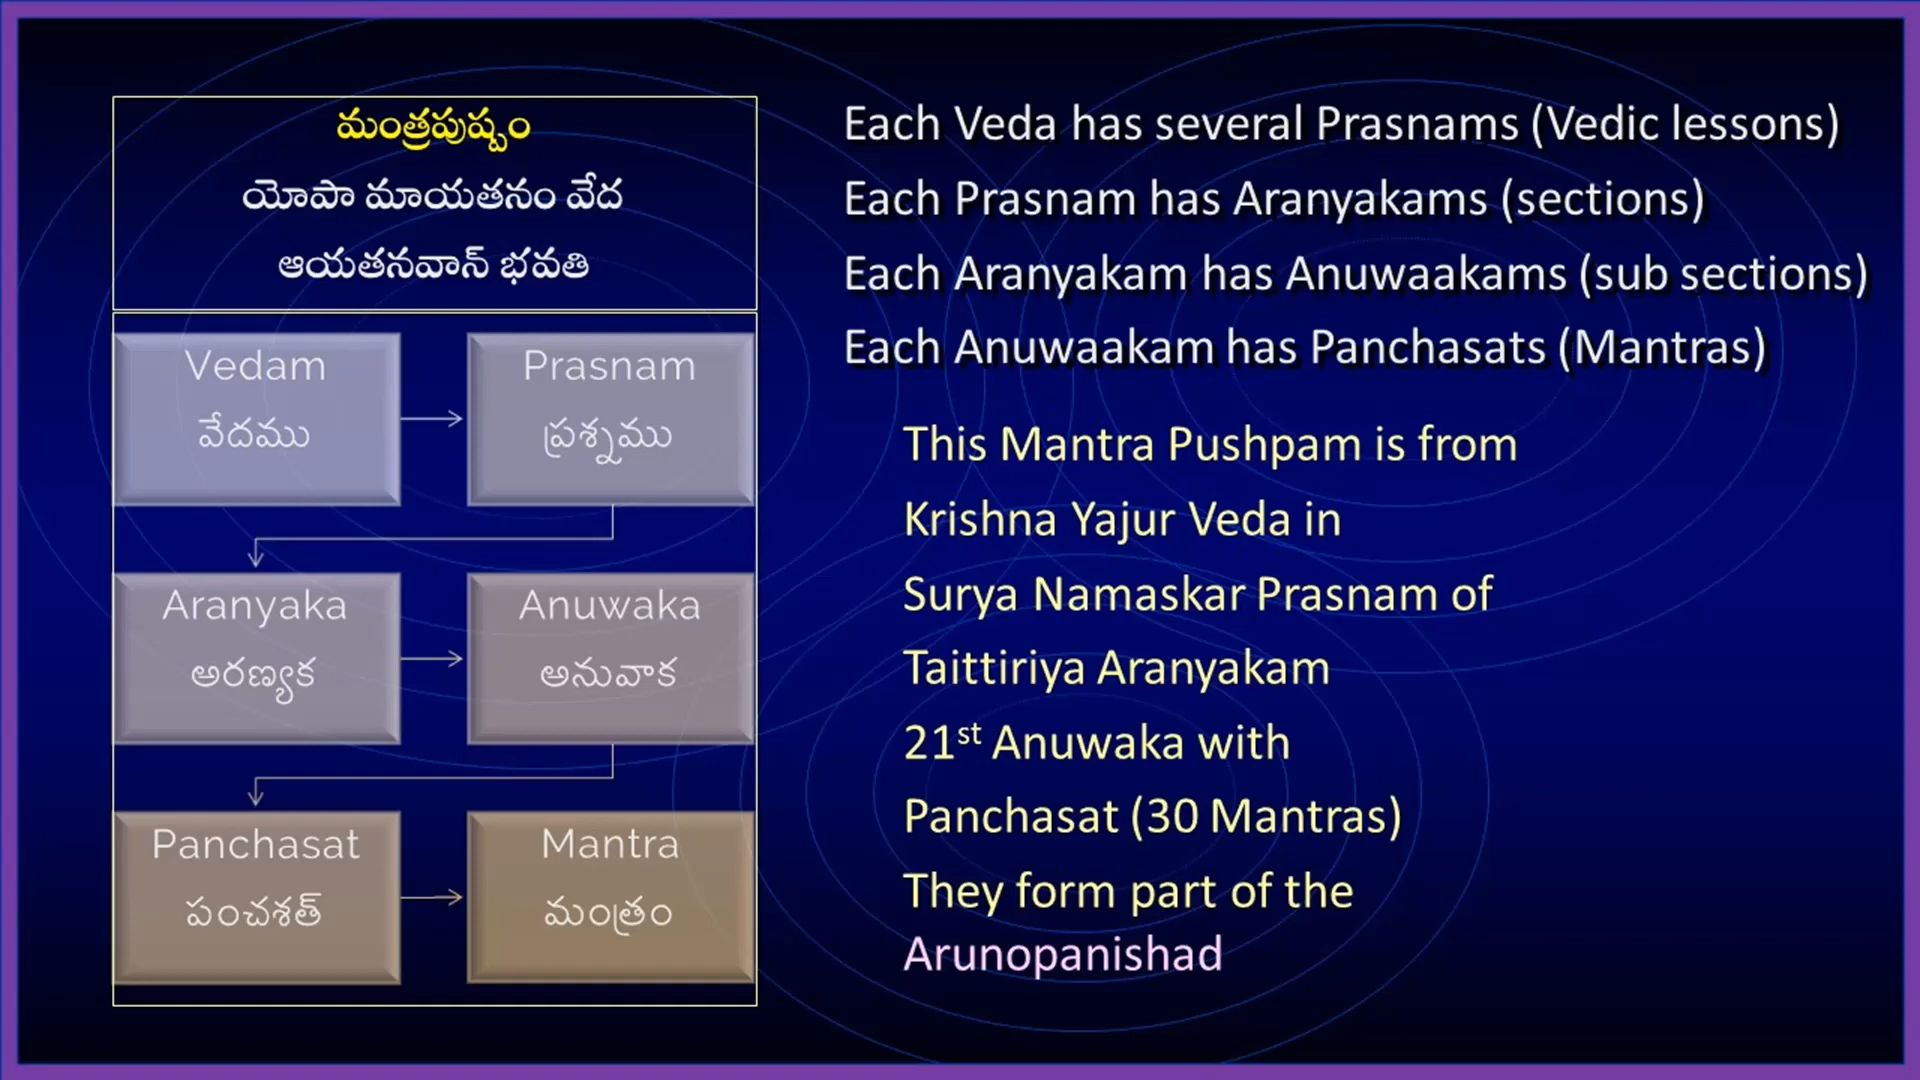 మంత్రపుష్పం
యోపా మాయతనం వేద
ఆయతనవాన్ భవతి
Vedam
వేదము
Prasnam
ప్రశ్నము
Aranyaka
అరణ్యక
Anuwaka
అనువాక
Panchasat
పంచశత్
Mantra
మంత్రం
Each Veda has several Prasnams (Vedic lessons)
Each Prasnam has Aranyakams (sections)
Each Aranyakam has Anuwaakams (sub sections)
Each Anuwaakam has Panchasats (Mantras)
This Mantra Pushpam is from
Krishna Yajur Veda in
Surya Namaskar Prasnam of
Taittiriya Aranyakam
21st Anuwaka with
Panchasat (30 Mantras)
They form part of the
Arunopanishad